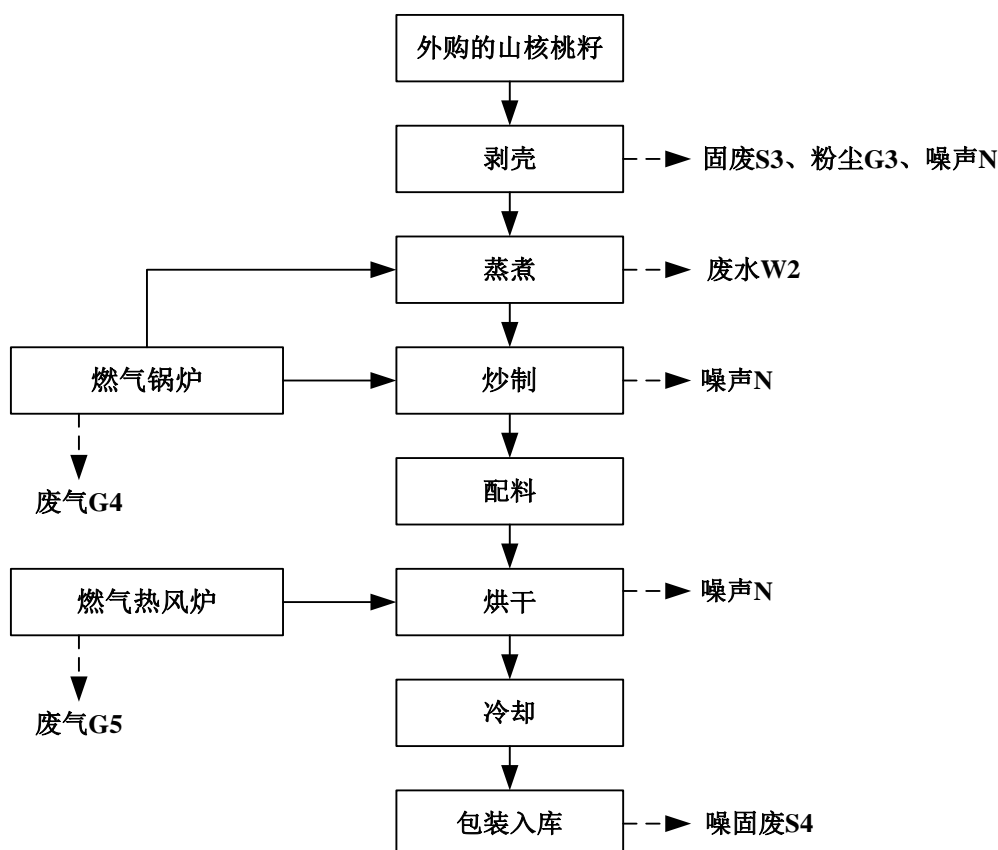 外购的山核桃籽
剥壳
固废S3、粉尘G3、噪声N
蒸煮
废水W2
燃气锅炉
炒制
噪声N
废气G4
配料
燃气热风炉
烘干
噪声N
废气G5
冷却
包装入库
噪固废S4